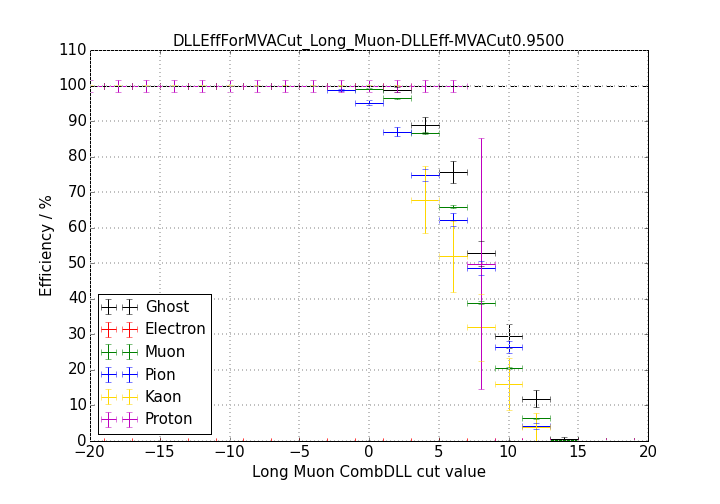 DLLEffForMVACut_Long_Muon-DLLEff-MVACut0.9500
110
100
90
80
70
60
50
40
30
20
10
0
Efficiency / %
Ghost
Electron
Muon
Pion
Kaon
Proton
−20 −15 −10 −5 0 5 10 15 20
Long Muon CombDLL cut value